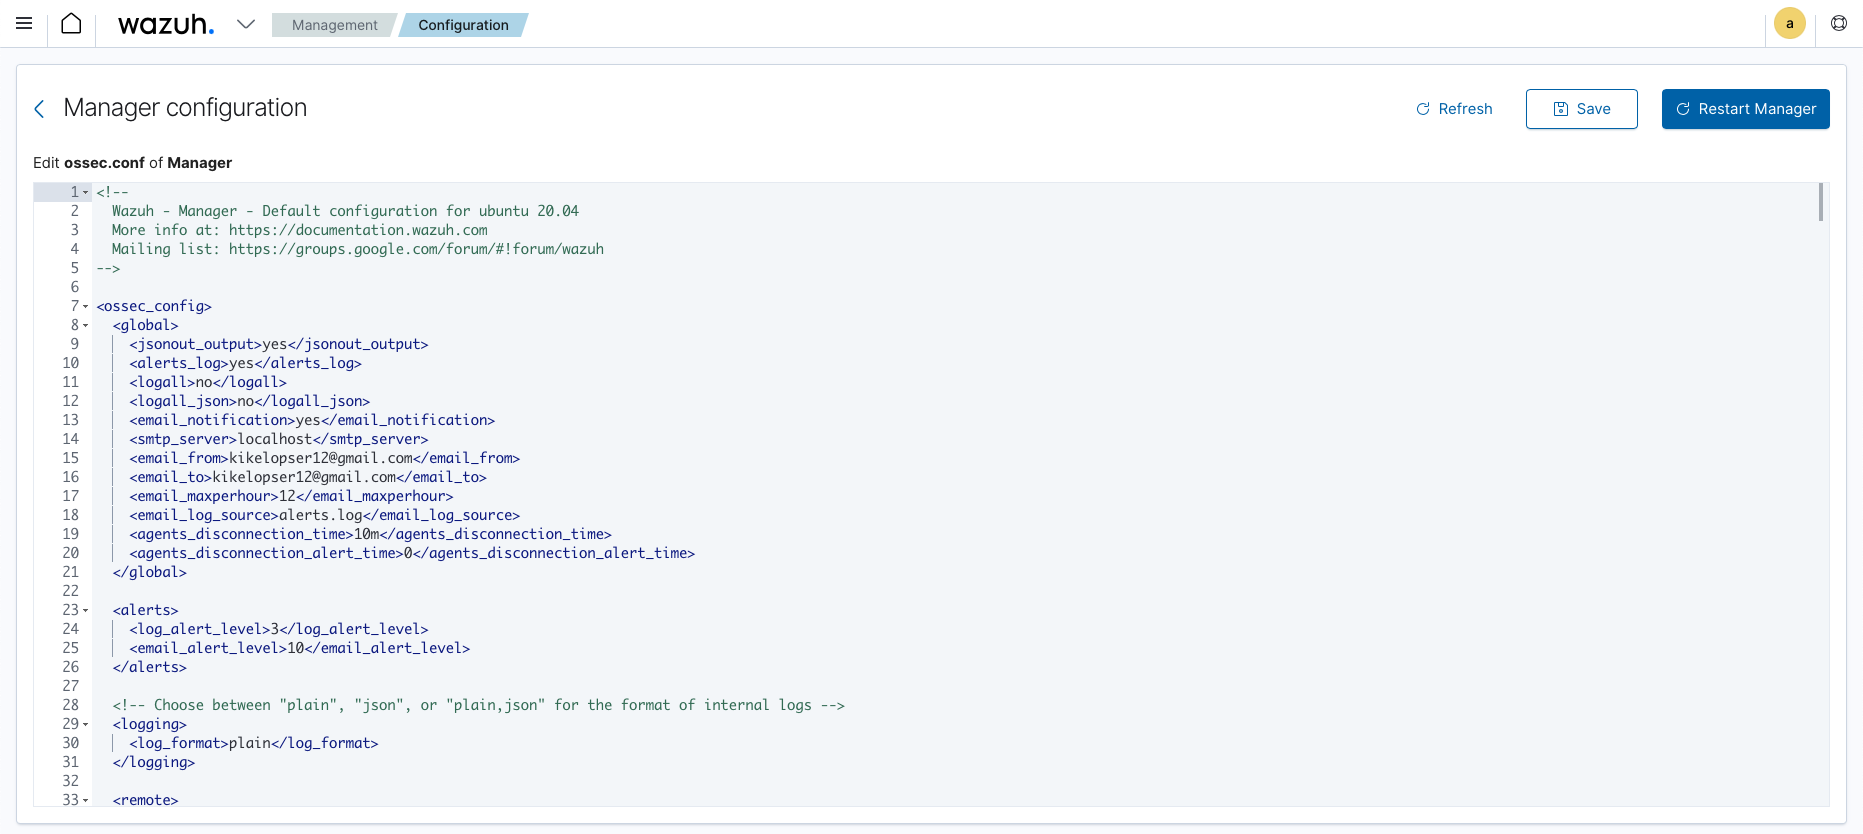 wazuh.
Management
Configuration
a
Manager configuration
Refresh
Save
Restart Manager
Edit ossec.conf of Manager
1 <!--
2 Wazuh - Manager - Default configuration for ubuntu 20.04
3 More info at: https://documentation.wazuh.com
4 Mailing list: https://groups.google.com/forum/#!forum/wazuh
5 -->
6
7 <ossec_config>
8 <global>
9 <jsonout_output>yes</jsonout_output>
10 <alerts_log>yes</alerts_log>
11 <logall>no</logall>
12 <logall_json>no</logall_json>
13 <email_notification>yes</email_notification>
14 <smtp_server>localhost</smtp_server>
15 <email_from>kikelopser12@gmail.com</email_from>
16 <email_to>kikelopser12@gmail.com</email_to>
17 <email_maxperhour>12</email_maxperhour>
18 <email_log_source>alerts.log</email_log_source>
19 <agents_disconnection_time>10m</agents_disconnection_time>
20 <agents_disconnection_alert_time>0</agents_disconnection_alert_time>
21 </global>
22
23 <alerts>
24 <log_alert_level>3</log_alert_level>
25 <email_alert_level>10</email_alert_level>
26 </alerts>
27
28 <!-- Choose between "plain", "json", or "plain,json" for the format of internal logs -->
29 <logging>
30 <log_format>plain</log_format>
31 </logging>
32
33 <remote>